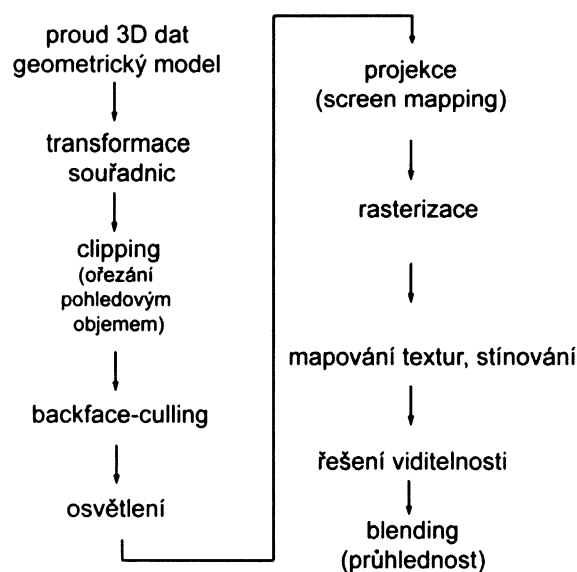 proud 3D dat
geometrický model
transformace
souřadnic
clipping
(ořezání
pohledovým
objemem)
backface-culling
osvětlení
projekce
(screen mapping)
rasterizace
mapování textur, stínování
řešení viditelnosti
blending
(průhlednost)